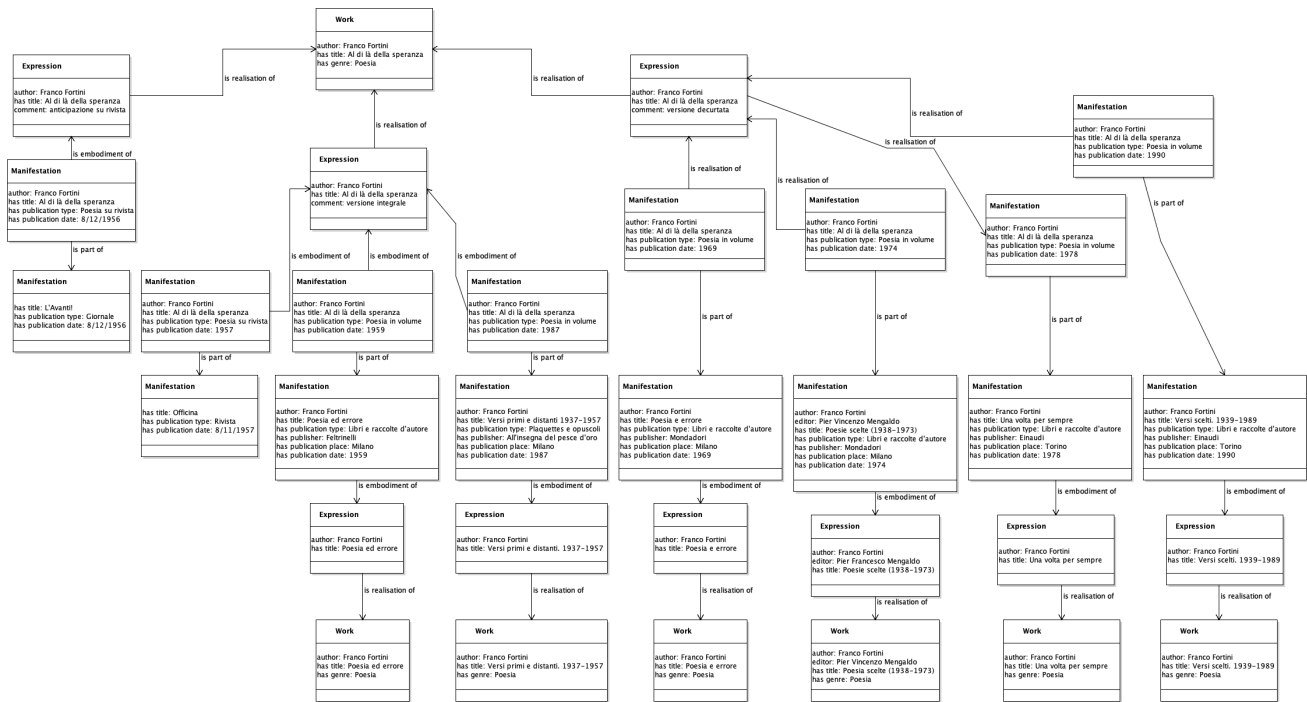 Work
author: Franco Fortini
has title: Al di là della speranza
has genre: Poesia
Expression
author: Franco Fortini
has title: Al di là della speranza
comment: anticipazione su rivista
is realisation of
is realisation of
is realisation of
Expression
author: Franco Fortini
has title: Al di là della speranza
comment: versione decurtata
Manifestation
author: Franco Fortini
has title: Al di là della speranza
has publication type: Poesia in volume
has publication date: 1990
is embodiment of
Expression
author: Franco Fortini
has title: Al di là della speranza
comment: versione integrale
is realisation of
is realisation of
is realisation of
Manifestation
author: Franco Fortini
has title: Al di là della speranza
has publication type: Poesia su rivista
has publication date: 8/12/1956
Manifestation
author: Franco Fortini
has title: Al di là della speranza
has publication type: Poesia in volume
has publication date: 1969
Manifestation
author: Franco Fortini
has title: Al di là della speranza
has publication type: Poesia in volume
has publication date: 1974
Manifestation
author: Franco Fortini
has title: Al di là della speranza
has publication type: Poesia in volume
has publication date: 1978
is part of
is part of
is embodiment of
is embodiment of
is embodiment of
Manifestation
has title: L'Avanti!
has publication type: Giornale
has publication date: 8/12/1956
Manifestation
author: Franco Fortini
has title: Al di là della speranza
has publication type: Poesia su rivista
has publication date: 1957
Manifestation
author: Franco Fortini
has title: Al di là della speranza
has publication type: Poesia in volume
has publication date: 1959
Manifestation
author: Franco Fortini
has title: Al di là della speranza
has publication type: Poesia in volume
has publication date: 1987
is part of
is part of
is part of
is part of
is part of
is part of
Manifestation
has title: Officina
has publication type: Rivista
has publication date: 8/11/1957
Manifestation
author: Franco Fortini
has title: Poesia ed errore
has publication type: Libri e raccolte d'autore
has publisher: Feltrinelli
has publication place: Milano
has publication date: 1959
Manifestation
author: Franco Fortini
has title: Versi primi e distanti 1937-1957
has publication type: Plaquettes e opuscoli
has publisher: All'insegna del pesce d'oro
has publication place: Milano
has publication date: 1987
Manifestation
author: Franco Fortini
has title: Poesia e errore
has publication type: Libri e raccolte d'autore
has publisher: Mondadori
has publication place: Milano
has publication date: 1969
Manifestation
author: Franco Fortini
editor: Pier Vincenzo Mengaldo
has title: Poesie scelte (1938-1973)
has publication type: Libri e raccolte d'autore
has publisher: Mondadori
has publication place: Milano
has publication date: 1974
Manifestation
author: Franco Fortini
has title: Una volta per sempre
has publication type: Libri e raccolte d'autore
has publisher: Einaudi
has publication place: Torino
has publication date: 1978
Manifestation
author: Franco Fortini
has title: Versi scelti. 1939-1989
has publication type: Libri e raccolte d'autore
has publisher: Einaudi
has publication place: Torino
has publication date: 1990
is embodiment of
is embodiment of
is embodiment of
is embodiment of
is embodiment of
is embodiment of
Expression
author: Franco Fortini
has title: Poesia ed errore
Expression
author: Franco Fortini
has title: Versi primi e distanti. 1937-1957
Expression
author: Franco Fortini
has title: Poesia e errore
Expression
author: Franco Fortini
editor: Pier Francesco Mengaldo
has title: Poesie scelte (1938-1973)
Expression
author: Franco Fortini
has title: Una volta per sempre
Expression
author: Franco Fortini
has title: Versi scelti. 1939-1989
is realisation of
is realisation of
is realisation of
is realisation of
is realisation of
is realisation of
Work
author: Franco Fortini
has title: Poesia ed errore
has genre: Poesia
Work
author: Franco Fortini
has title: Versi primi e distanti. 1937-1957
has genre: Poesia
Work
author: Franco Fortini
has title: Poesia e errore
has genre: Poesia
Work
author: Franco Fortini
editor: Pier Vincenzo Mengaldo
has title: Poesie scelte (1938-1973)
has genre: Poesia
Work
author: Franco Fortini
has title: Una volta per sempre
has genre: Poesia
Work
author: Franco Fortini
has title: Versi scelti. 1939-1989
has genre: Poesia